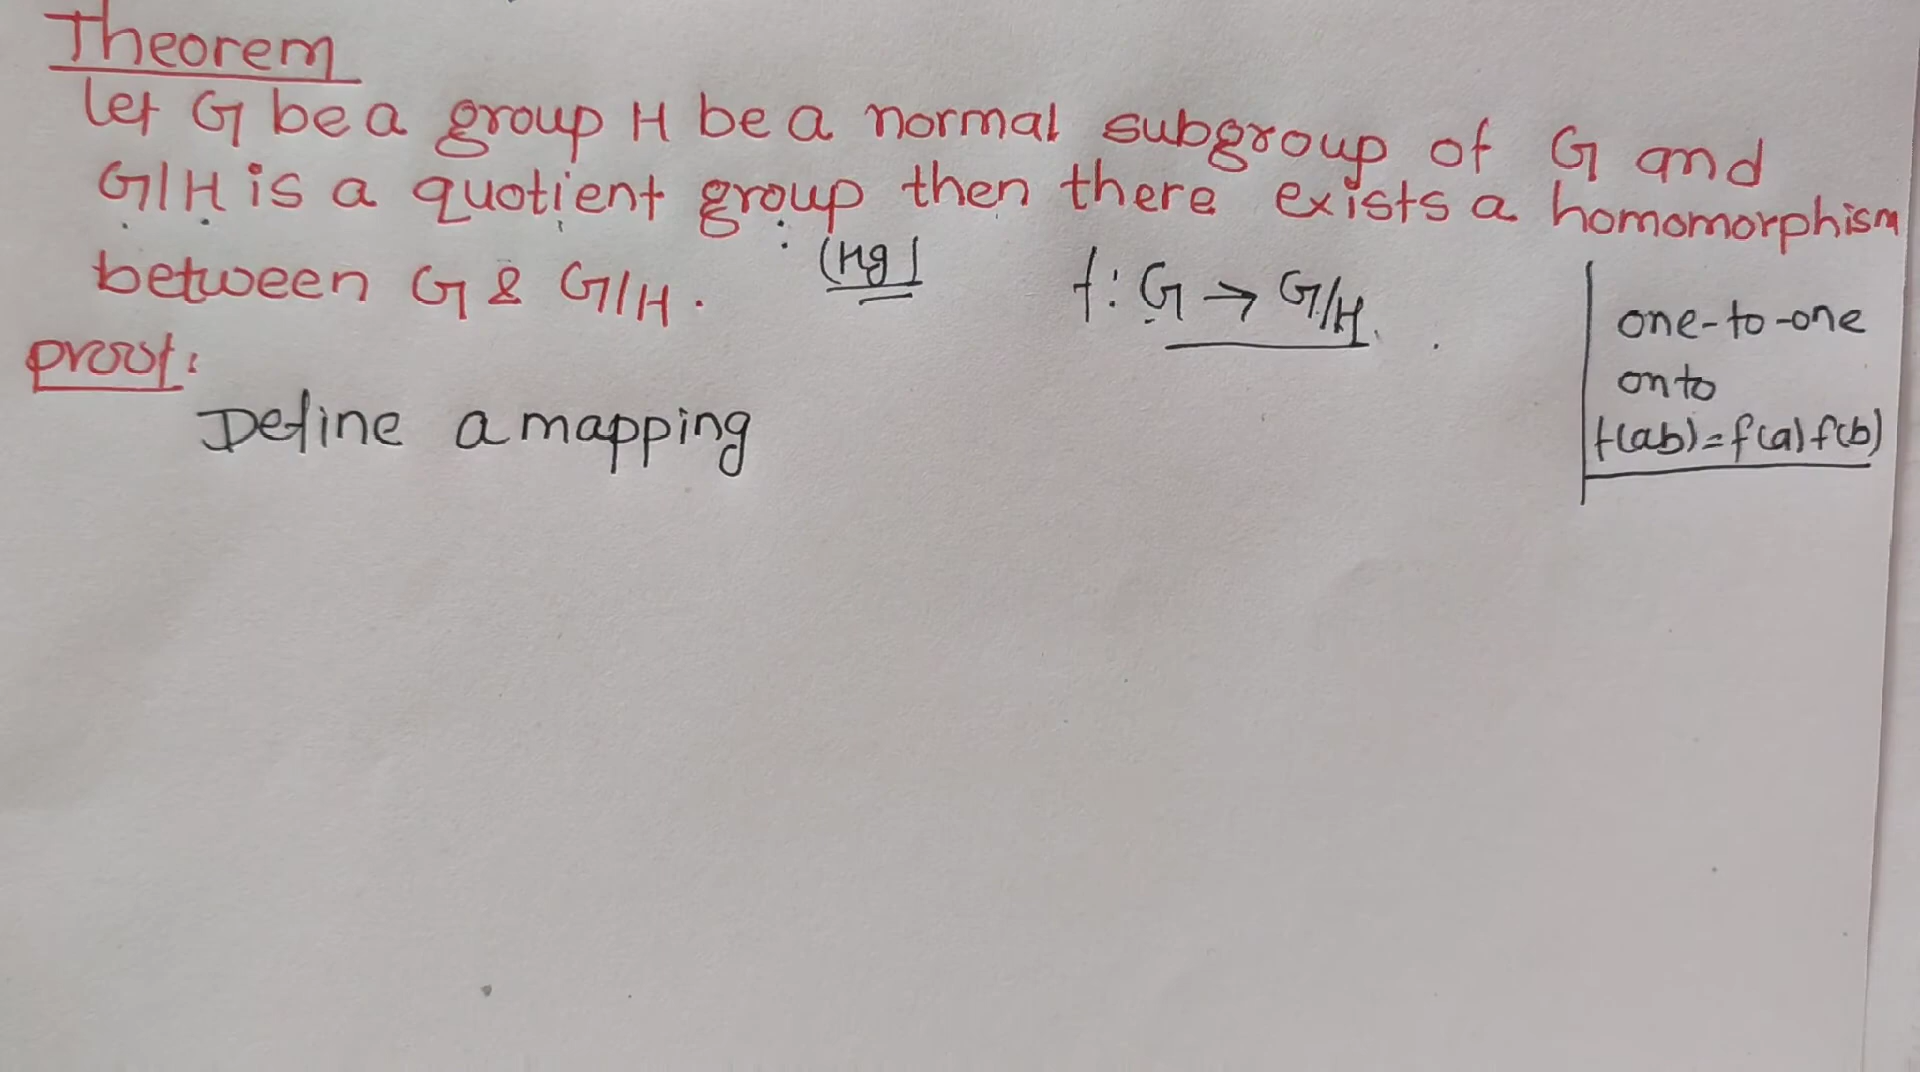 Theorem
Let G be a group H be a normal subgroup of G and
G/H is a quotient group then there exists a homomorphism
between G & G/H.
(Hg)
f: G → G/H.
one-to-one
onto
f(ab)=f(a)f(b)
proof:
Define a mapping